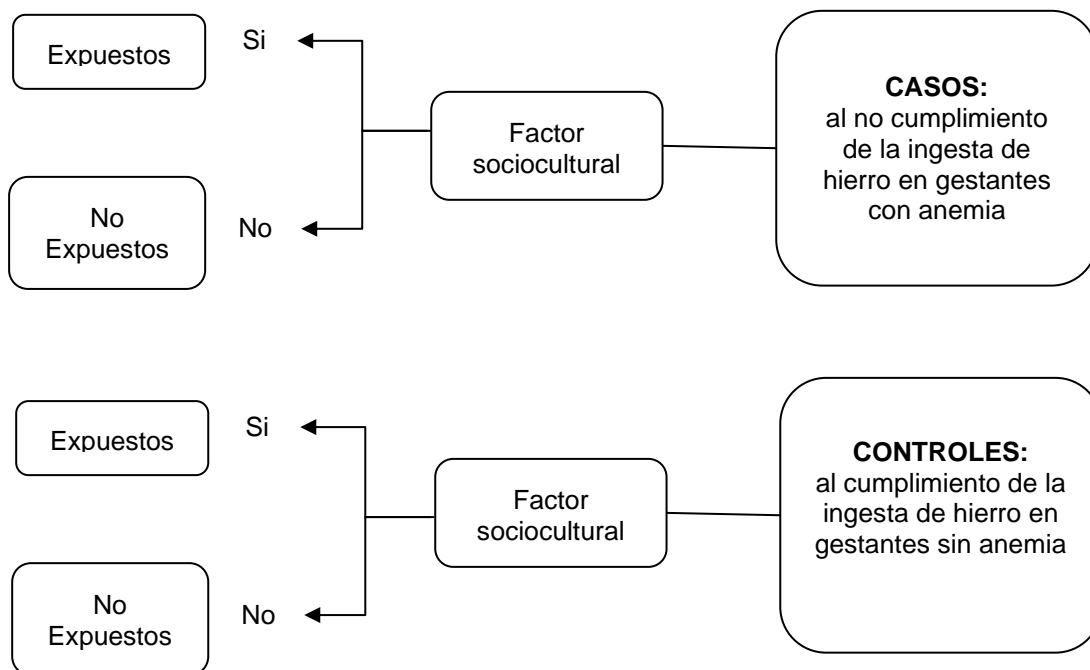 Expuestos
Si
No
Expuestos
No
Factor
sociocultural
CASOS:
al no cumplimiento
de la ingesta de
hierro en gestantes
con anemia
Expuestos
Si
No
Expuestos
No
Factor
sociocultural
CONTROLES:
al cumplimiento de la
ingesta de hierro en
gestantes sin anemia